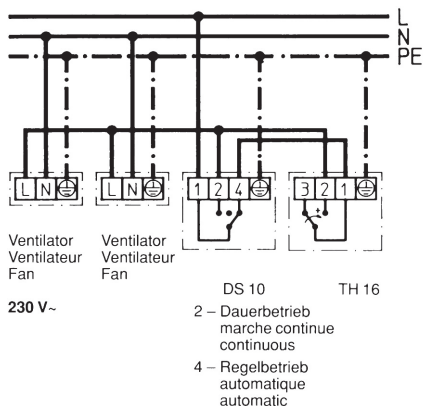 L
N
PE
L N
L N
1 2 4
3 2 1
+
Ventilator
Ventilateur
Fan
Ventilator
Ventilateur
Fan
230 V~
DS 10
TH 16
2 – Dauerbetrieb
marche continue
continuous
4 – Regelbetrieb
automatique
automatic